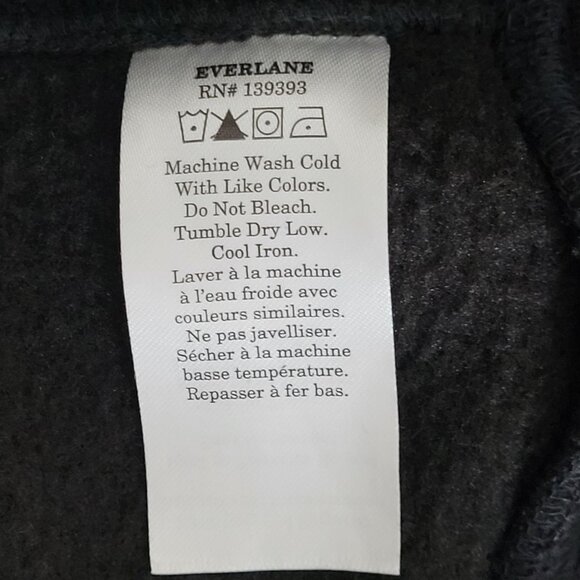 EVERLANE
RN# 139393
Machine Wash Cold
With Like Colors.
Do Not Bleach.
Tumble Dry Low.
Cool Iron.
Laver à la machine
à l'eau froide avec
couleurs similaires.
Ne pas javelliser.
Sécher à la machine
basse température.
Repasser à fer bas.